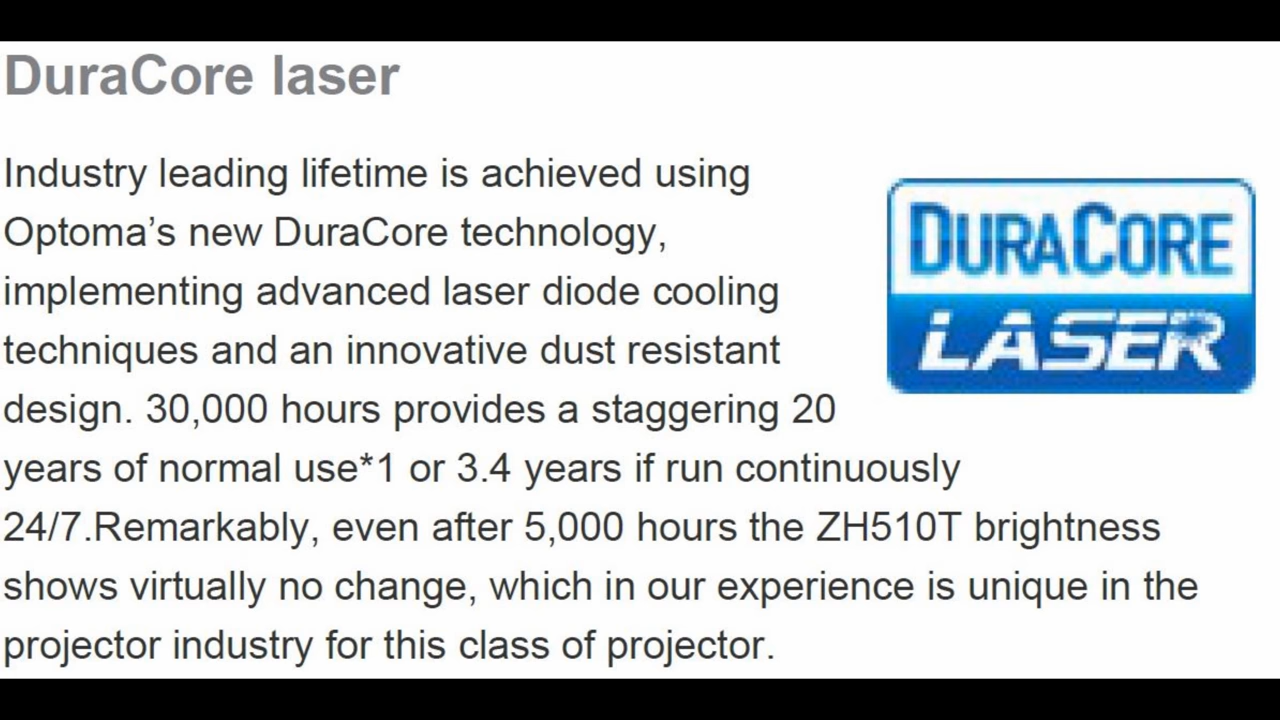 DuraCore laser
Industry leading lifetime is achieved using
Optoma’s new DuraCore technology,
implementing advanced laser diode cooling
techniques and an innovative dust resistant
design. 30,000 hours provides a staggering 20
years of normal use*1 or 3.4 years if run continuously
24/7.Remarkably, even after 5,000 hours the ZH510T brightness
shows virtually no change, which in our experience is unique in the
projector industry for this class of projector.
DURACORE
LASER